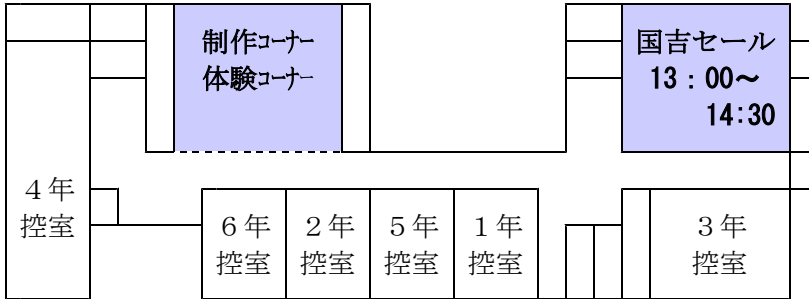 制作コーナー
体験コーナー
国吉セール
13：00～
14:30
４年
控室
６年
控室
２年
控室
５年
控室
１年
控室
３年
控室